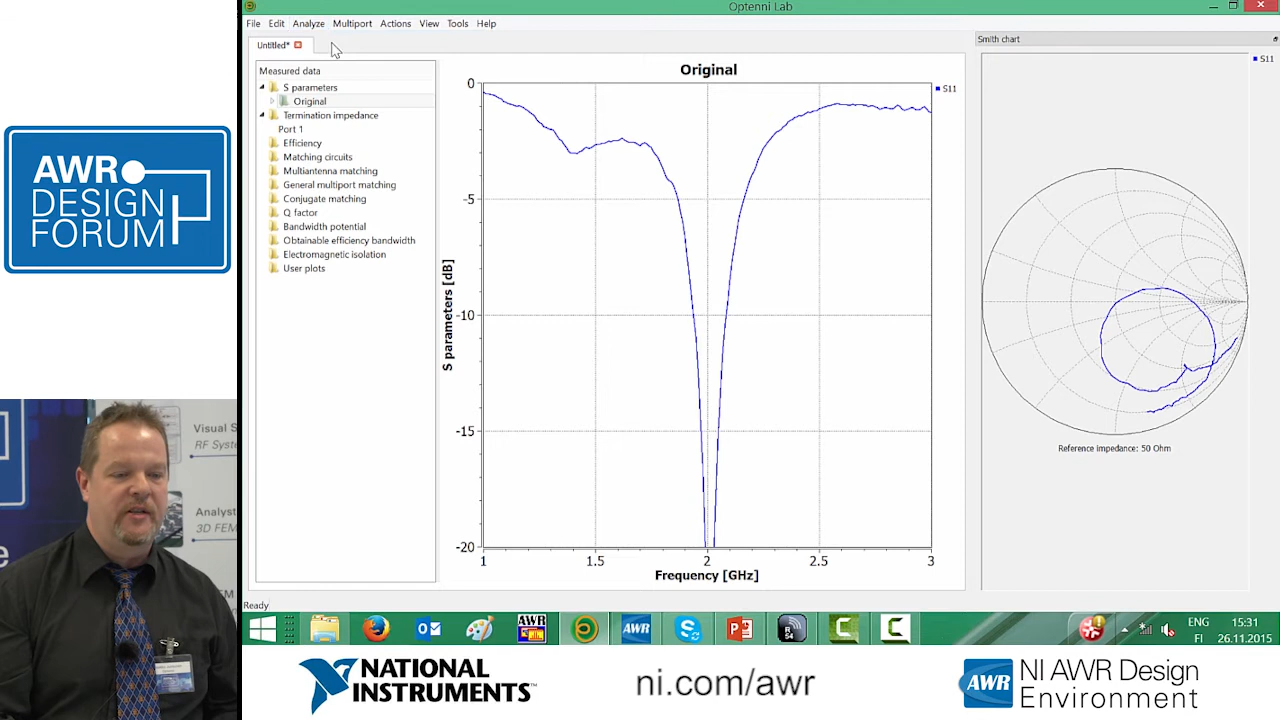 Optenni Lab
File Edit Analyze Multiport Actions View Tools Help
Untitled*
Smith chart
Measured data
S parameters
Original
Termination impedance
Port 1
Efficiency
Matching circuits
Multiantenna matching
General multiport matching
Conjugate matching
Q factor
Bandwidth potential
Obtainable efficiency bandwidth
Electromagnetic isolation
User plots
Original
S11
S parameters [dB]
0
-5
-10
-15
-20
1 1.5 2 2.5 3
Frequency [GHz]
S11
Reference impedance: 50 Ohm
Ready
AWR
DESIGN
FORUM
Visual S
RF Syste
Analyst
3D FEM
AWR
AWR
ENG
FI
15:31
26.11.2015
NATIONAL
INSTRUMENTS™
ni.com/awr
AWR
NI AWR Design
Environment